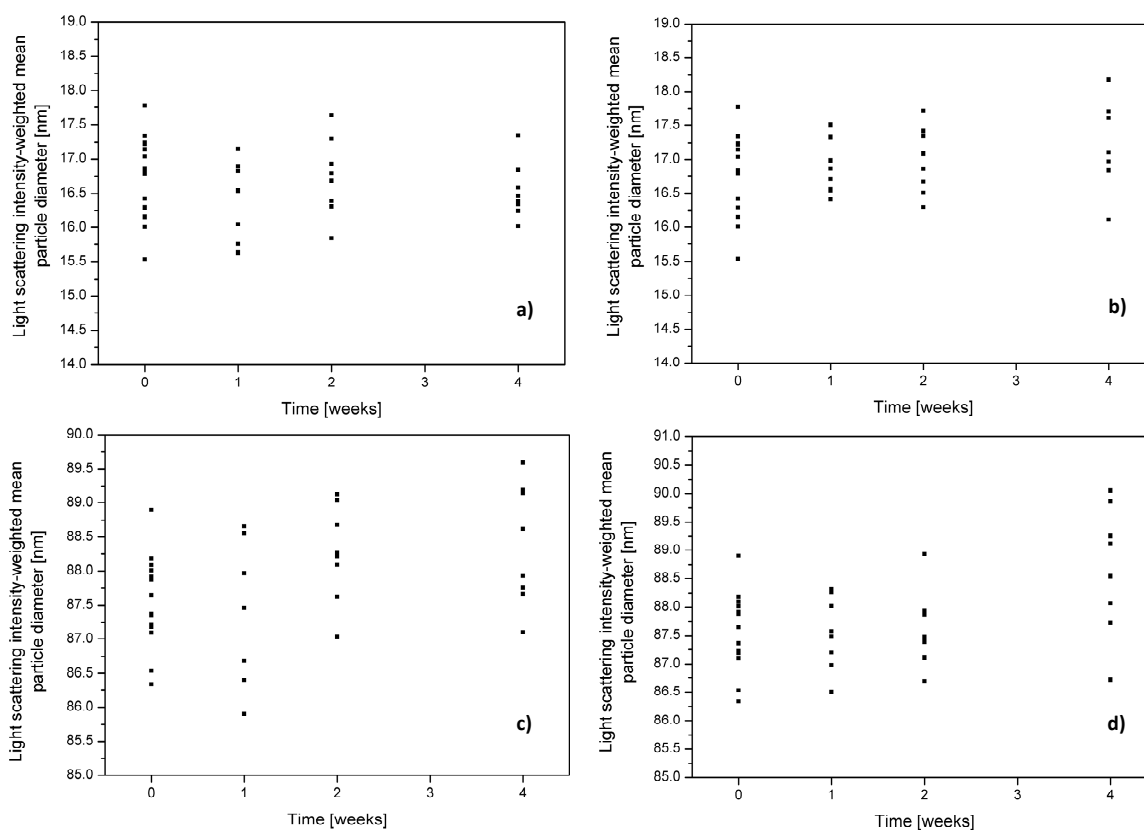 Light scattering intensity-weighted mean
particle diameter [nm]
19.0
18.5
18.0
17.5
17.0
16.5
16.0
15.5
15.0
14.5
14.0
a)
0 1 2 3 4
Time [weeks]
Light scattering intensity-weighted mean
particle diameter [nm]
19.0
18.5
18.0
17.5
17.0
16.5
16.0
15.5
15.0
14.5
14.0
b)
0 1 2 3 4
Time [weeks]
Light scattering intensity-weighted mean
particle diameter [nm]
90.0
89.0
88.5
88.0
87.5
87.0
86.5
86.0
85.5
85.0
c)
0 1 2 3 4
Time [weeks]
Light scattering intensity-weighted mean
particle diameter [nm]
91.0
90.5
90.0
89.5
89.0
88.5
88.0
87.5
87.0
86.5
86.0
85.5
85.0
d)
0 1 2 3 4
Time [weeks]